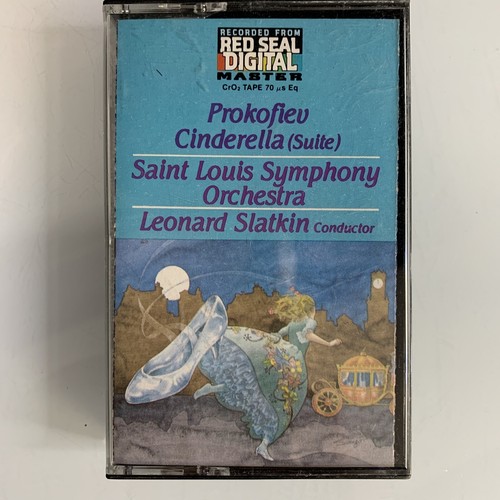 RECORDED FROM
RED SEAL
DIGITAL
MASTER
CrO₂ TAPE 70 μs Eq
Prokofiev
Cinderella (Suite)
Saint Louis Symphony
Orchestra
Leonard Slatkin Conductor